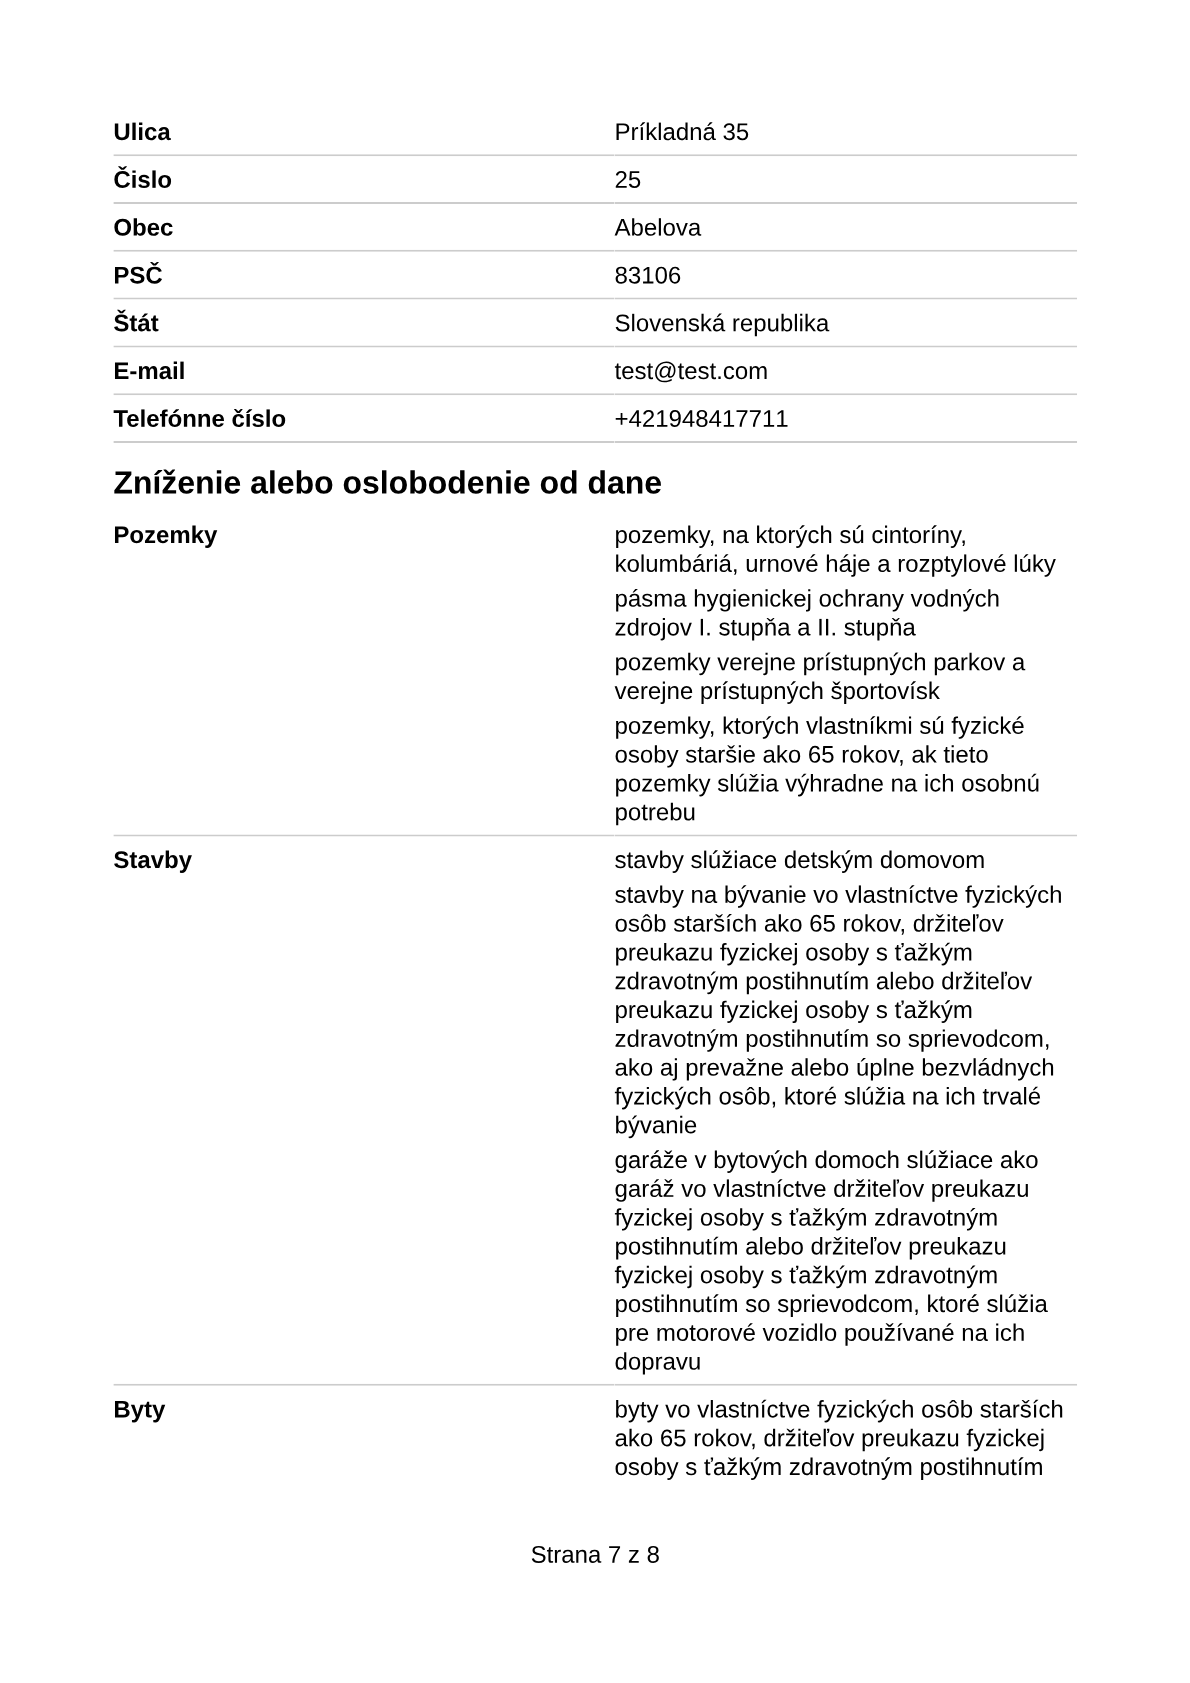 Ulica Príkladná 35
Čislo 25
Obec Abelova
PSČ 83106
Štát Slovenská republika
E-mail test@test.com
Telefónne číslo +421948417711
Zníženie alebo oslobodenie od dane
Pozemky pozemky, na ktorých sú cintoríny,
kolumbáriá, urnové háje a rozptylové lúky
pásma hygienickej ochrany vodných
zdrojov I. stupňa a II. stupňa
pozemky verejne prístupných parkov a
verejne prístupných športovísk
pozemky, ktorých vlastníkmi sú fyzické
osoby staršie ako 65 rokov, ak tieto
pozemky slúžia výhradne na ich osobnú
potrebu
Stavby stavby slúžiace detským domovom
stavby na bývanie vo vlastníctve fyzických
osôb starších ako 65 rokov, držiteľov
preukazu fyzickej osoby s ťažkým
zdravotným postihnutím alebo držiteľov
preukazu fyzickej osoby s ťažkým
zdravotným postihnutím so sprievodcom,
ako aj prevažne alebo úplne bezvládnych
fyzických osôb, ktoré slúžia na ich trvalé
bývanie
garáže v bytových domoch slúžiace ako
garáž vo vlastníctve držiteľov preukazu
fyzickej osoby s ťažkým zdravotným
postihnutím alebo držiteľov preukazu
fyzickej osoby s ťažkým zdravotným
postihnutím so sprievodcom, ktoré slúžia
pre motorové vozidlo používané na ich
dopravu
Byty byty vo vlastníctve fyzických osôb starších
ako 65 rokov, držiteľov preukazu fyzickej
osoby s ťažkým zdravotným postihnutím
Strana 7 z 8